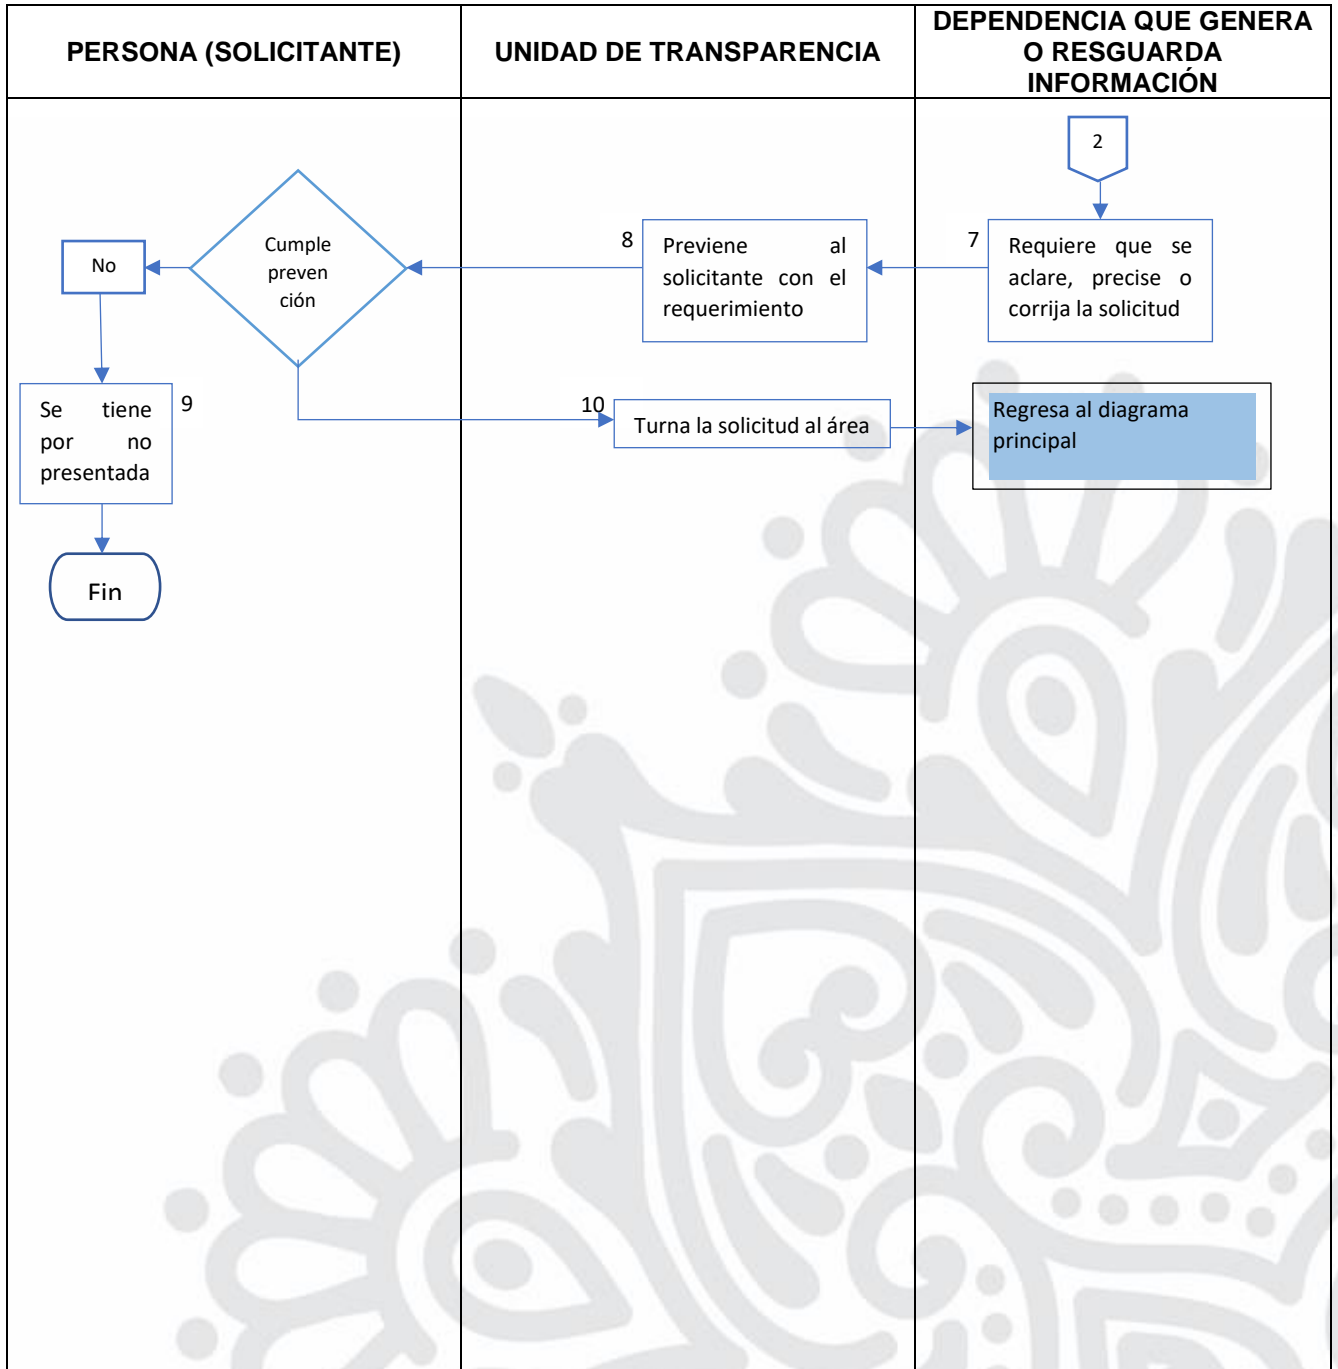 PERSONA (SOLICITANTE)
UNIDAD DE TRANSPARENCIA
DEPENDENCIA QUE GENERA
O RESGUARDA
INFORMACIÓN
2
7
Requiere que se
aclare, precise o
corrija la solicitud
8
Previene al
solicitante con el
requerimiento
Cumple
preven
ción
No
9
Se tiene
por no
presentada
Fin
10
Turna la solicitud al área
Regresa al diagrama
principal